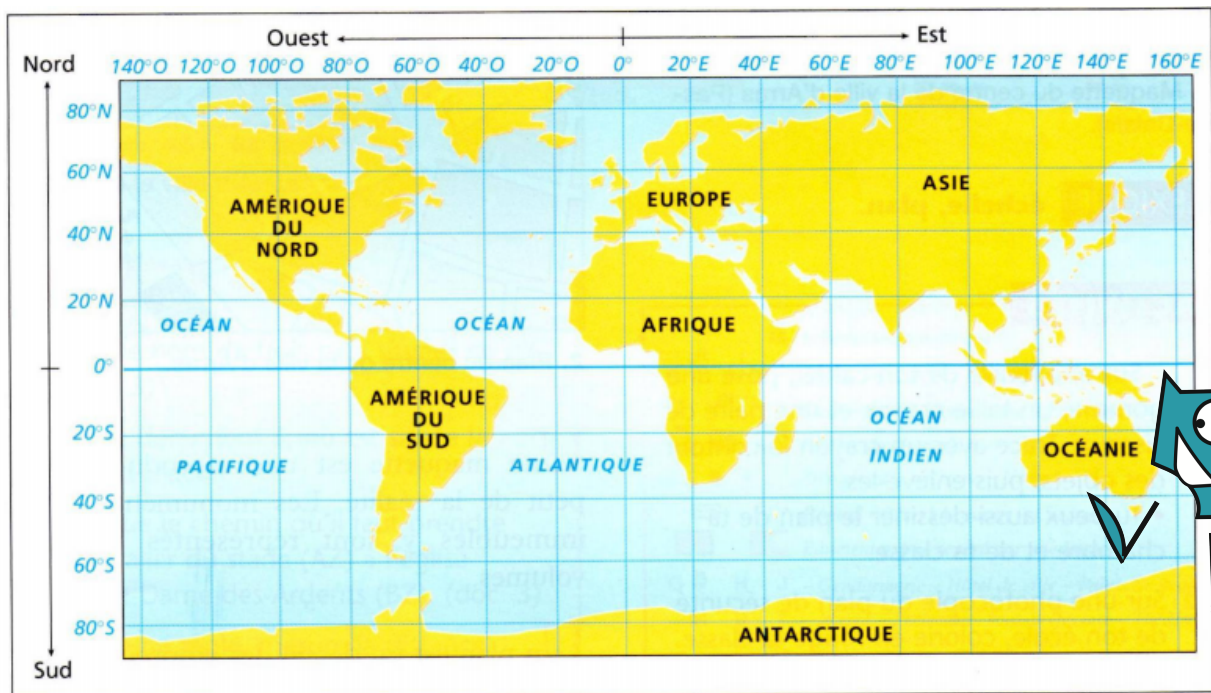 Ouest Est
Nord
140°O 120°O 100°O 80°O 60°O 40°O 20°O 0° 20°E 40°E 60°E 80°E 100°E 120°E 140°E 160°E
80°N
60°N
40°N
20°N
0°
20°S
40°S
60°S
80°S
Sud
AMÉRIQUE
DU
NORD
EUROPE
ASIE
OCÉAN
PACIFIQUE
OCÉAN
ATLANTIQUE
AFRIQUE
AMÉRIQUE
DU
SUD
OCÉAN
INDIEN
OCÉANIE
ANTARCTIQUE